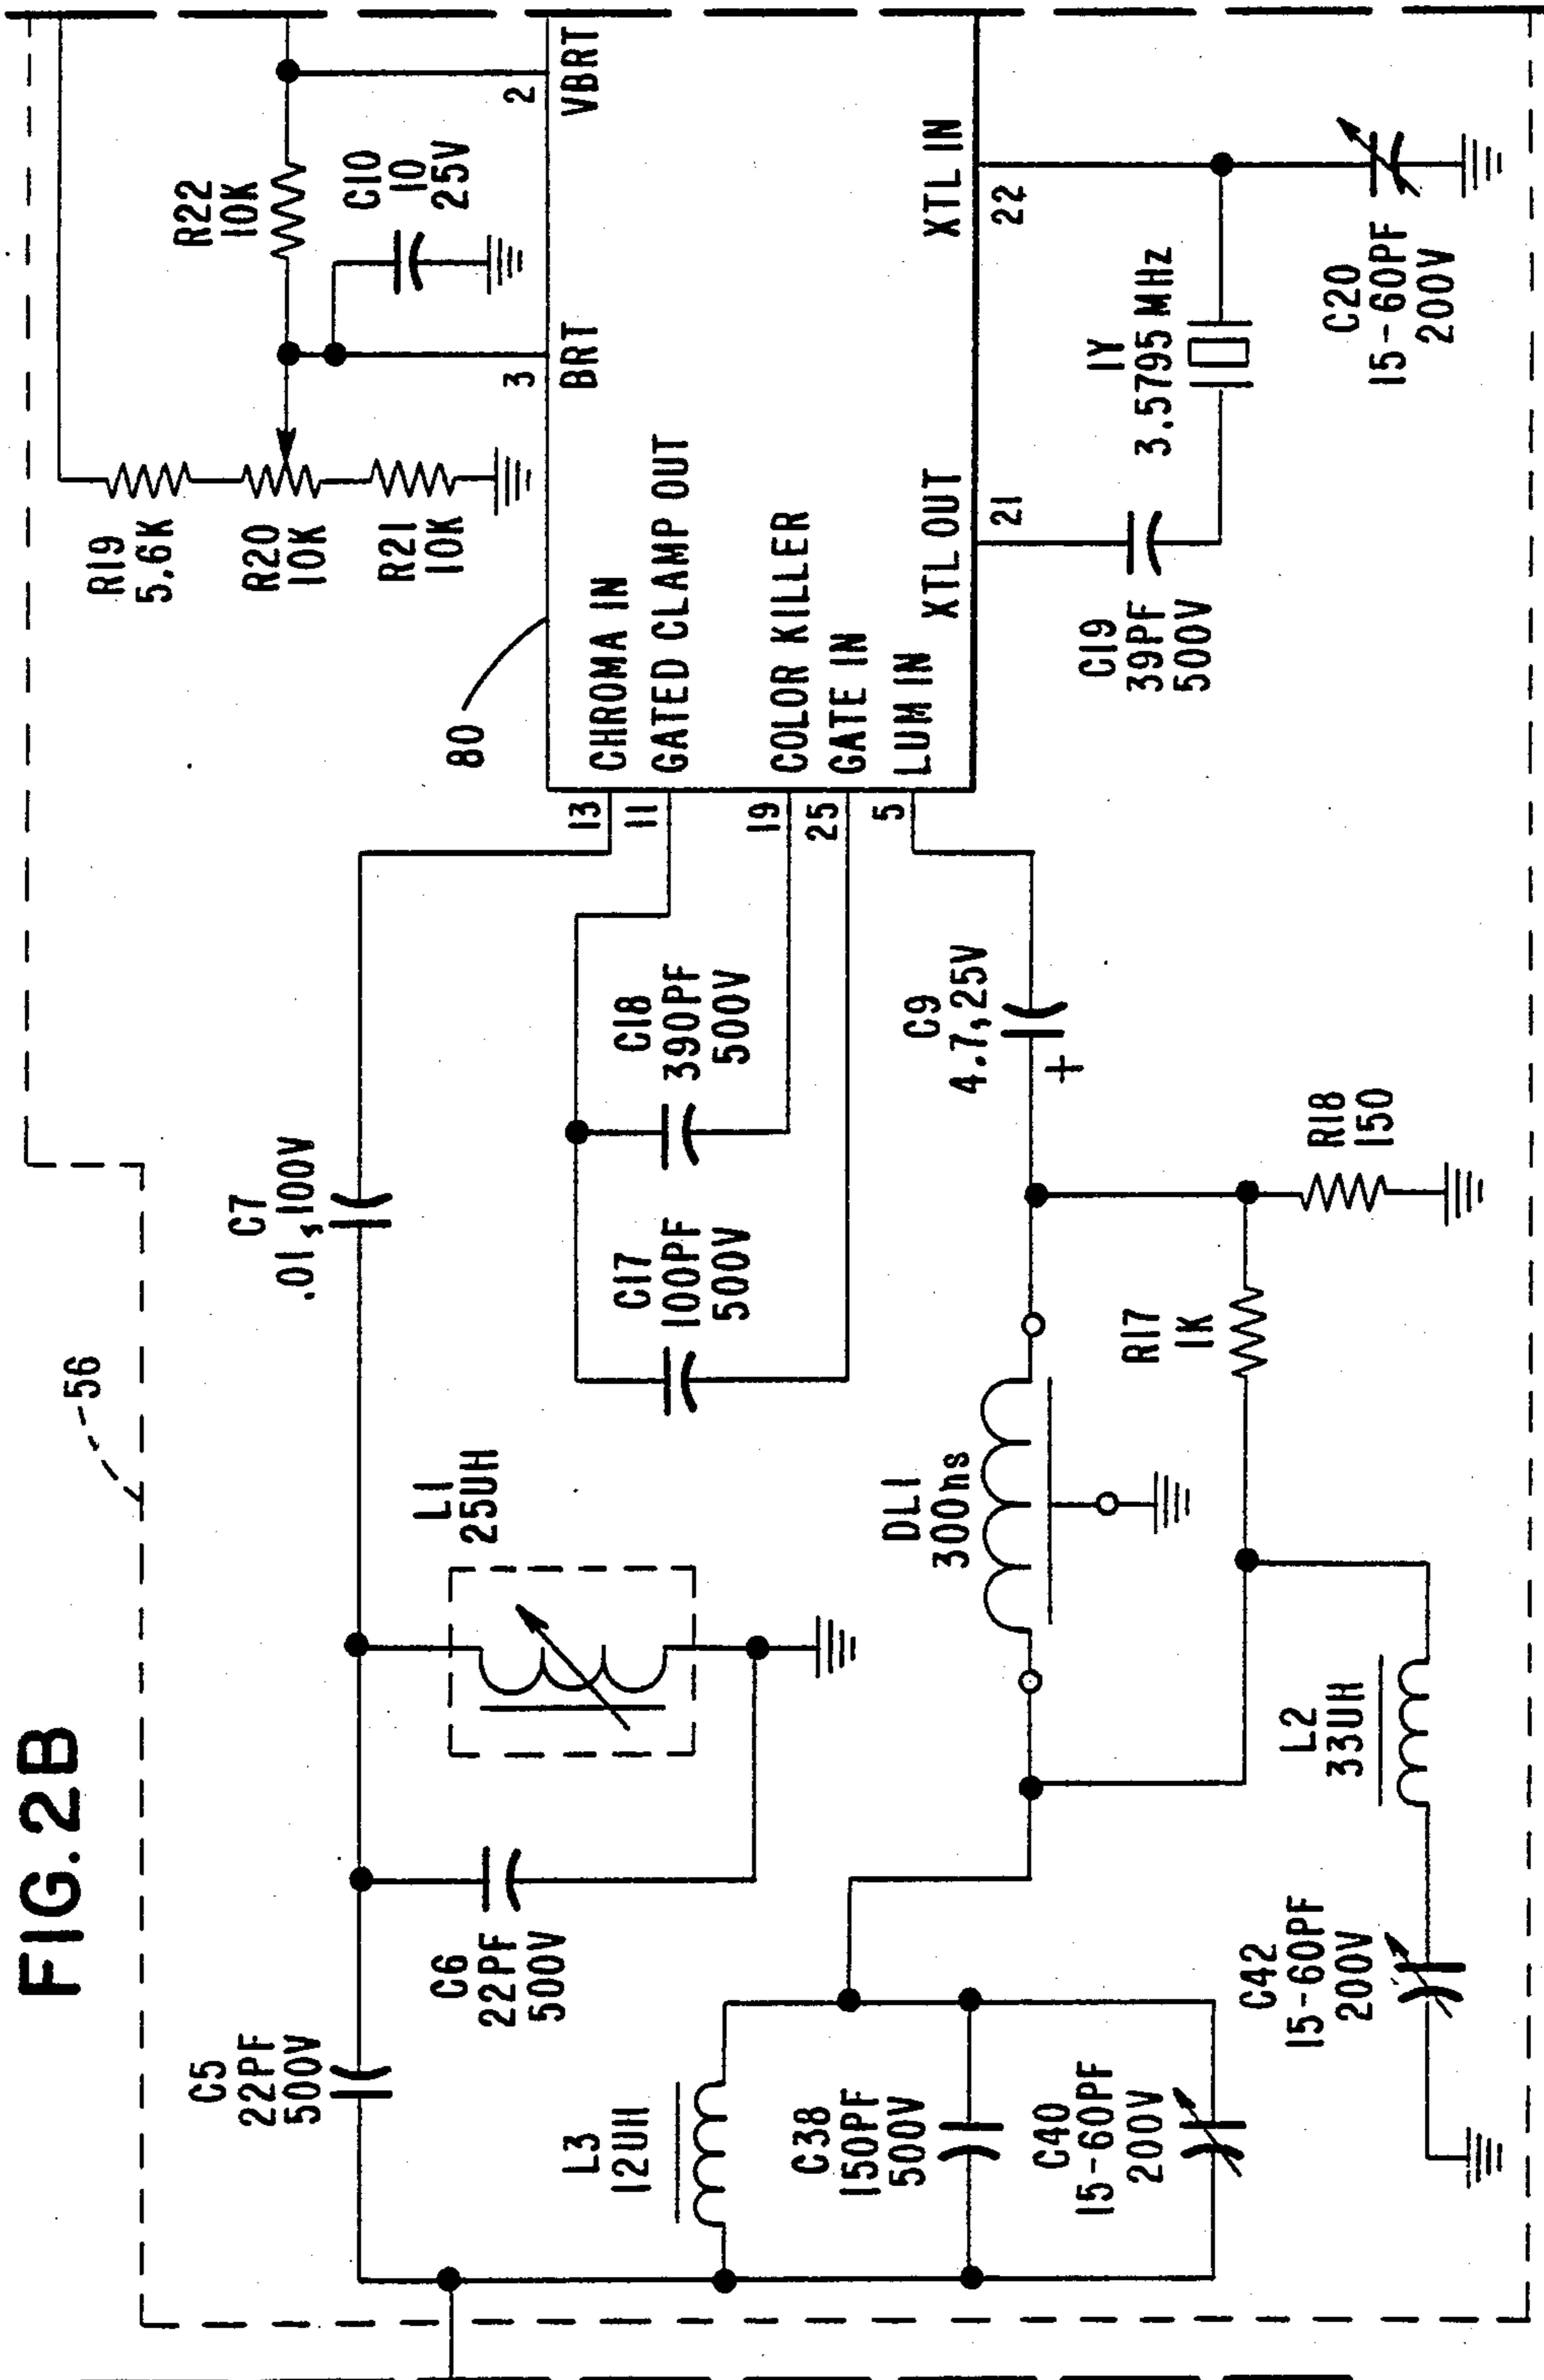 FIG. 2B
56
C5
22PF
500V
C6
22PF
500V
L1
25UH
C7
.01,100V
R19
5.6K
R20
10K
R21
10K
R22
10K
C10
10
25V
3
2
BRT
VBRT
80
13
11
19
25
5
CHROMA IN
GATED CLAMP OUT
COLOR KILLER
GATE IN
LUM IN
XTL OUT
XTL IN
21
22
C17
100PF
500V
C18
390PF
500V
L3
12UH
C38
150PF
500V
C40
15-60PF
200V
DL1
300ns
C9
4.7,25V
+
R17
1K
R18
150
L2
33UH
C42
15-60PF
200V
C19
39PF
500V
1Y
3.5795 MHz
C20
15-60PF
200V